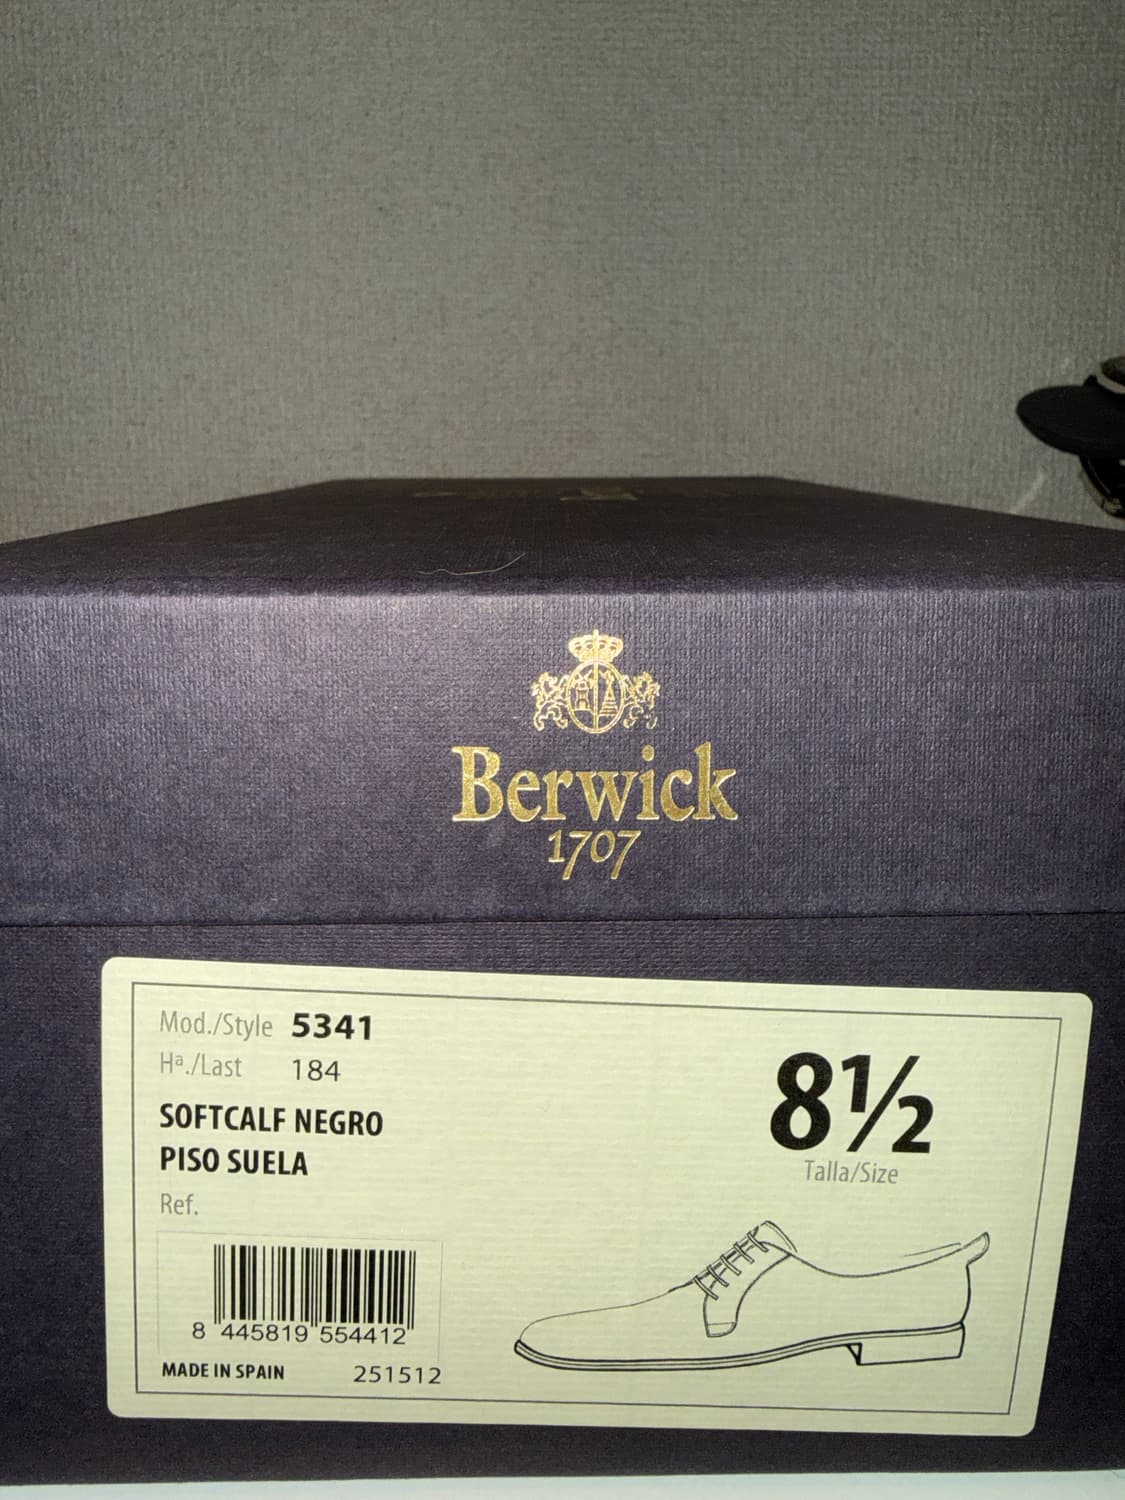 Berwick
1707
Mod./Style 5341
Hª./Last 184
SOFTCALF NEGRO
PISO SUELA
Ref.
8½
Talla/Size
8 445819 554412
MADE IN SPAIN 251512